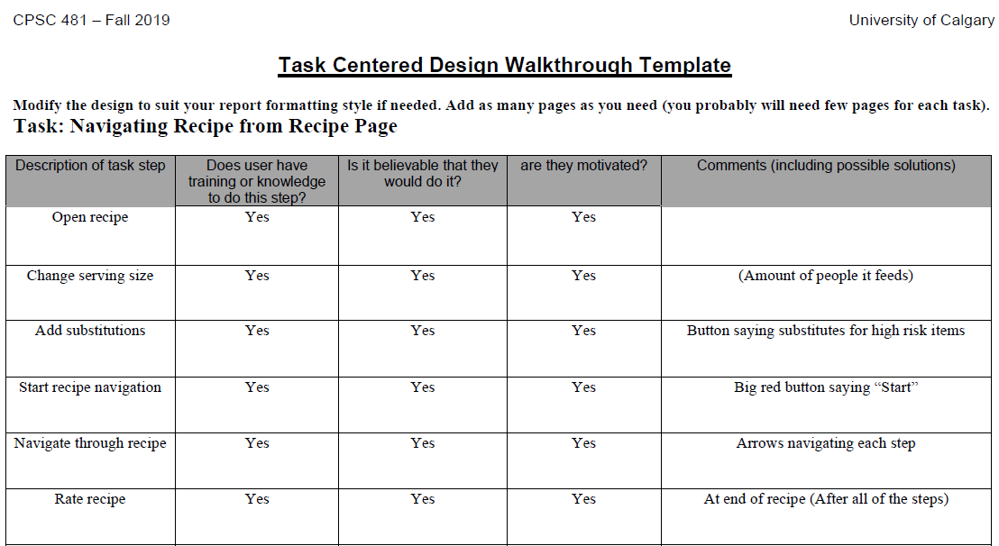 CPSC 481 – Fall 2019 University of Calgary
Task Centered Design Walkthrough Template
Modify the design to suit your report formatting style if needed. Add as many pages as you need (you probably will need few pages for each task).
Task: Navigating Recipe from Recipe Page
Description of task step Does user have training or knowledge to do this step? Is it believable that they would do it? are they motivated? Comments (including possible solutions)
Open recipe Yes Yes Yes
Change serving size Yes Yes Yes (Amount of people it feeds)
Add substitutions Yes Yes Yes Button saying substitutes for high risk items
Start recipe navigation Yes Yes Yes Big red button saying “Start”
Navigate through recipe Yes Yes Yes Arrows navigating each step
Rate recipe Yes Yes Yes At end of recipe (After all of the steps)